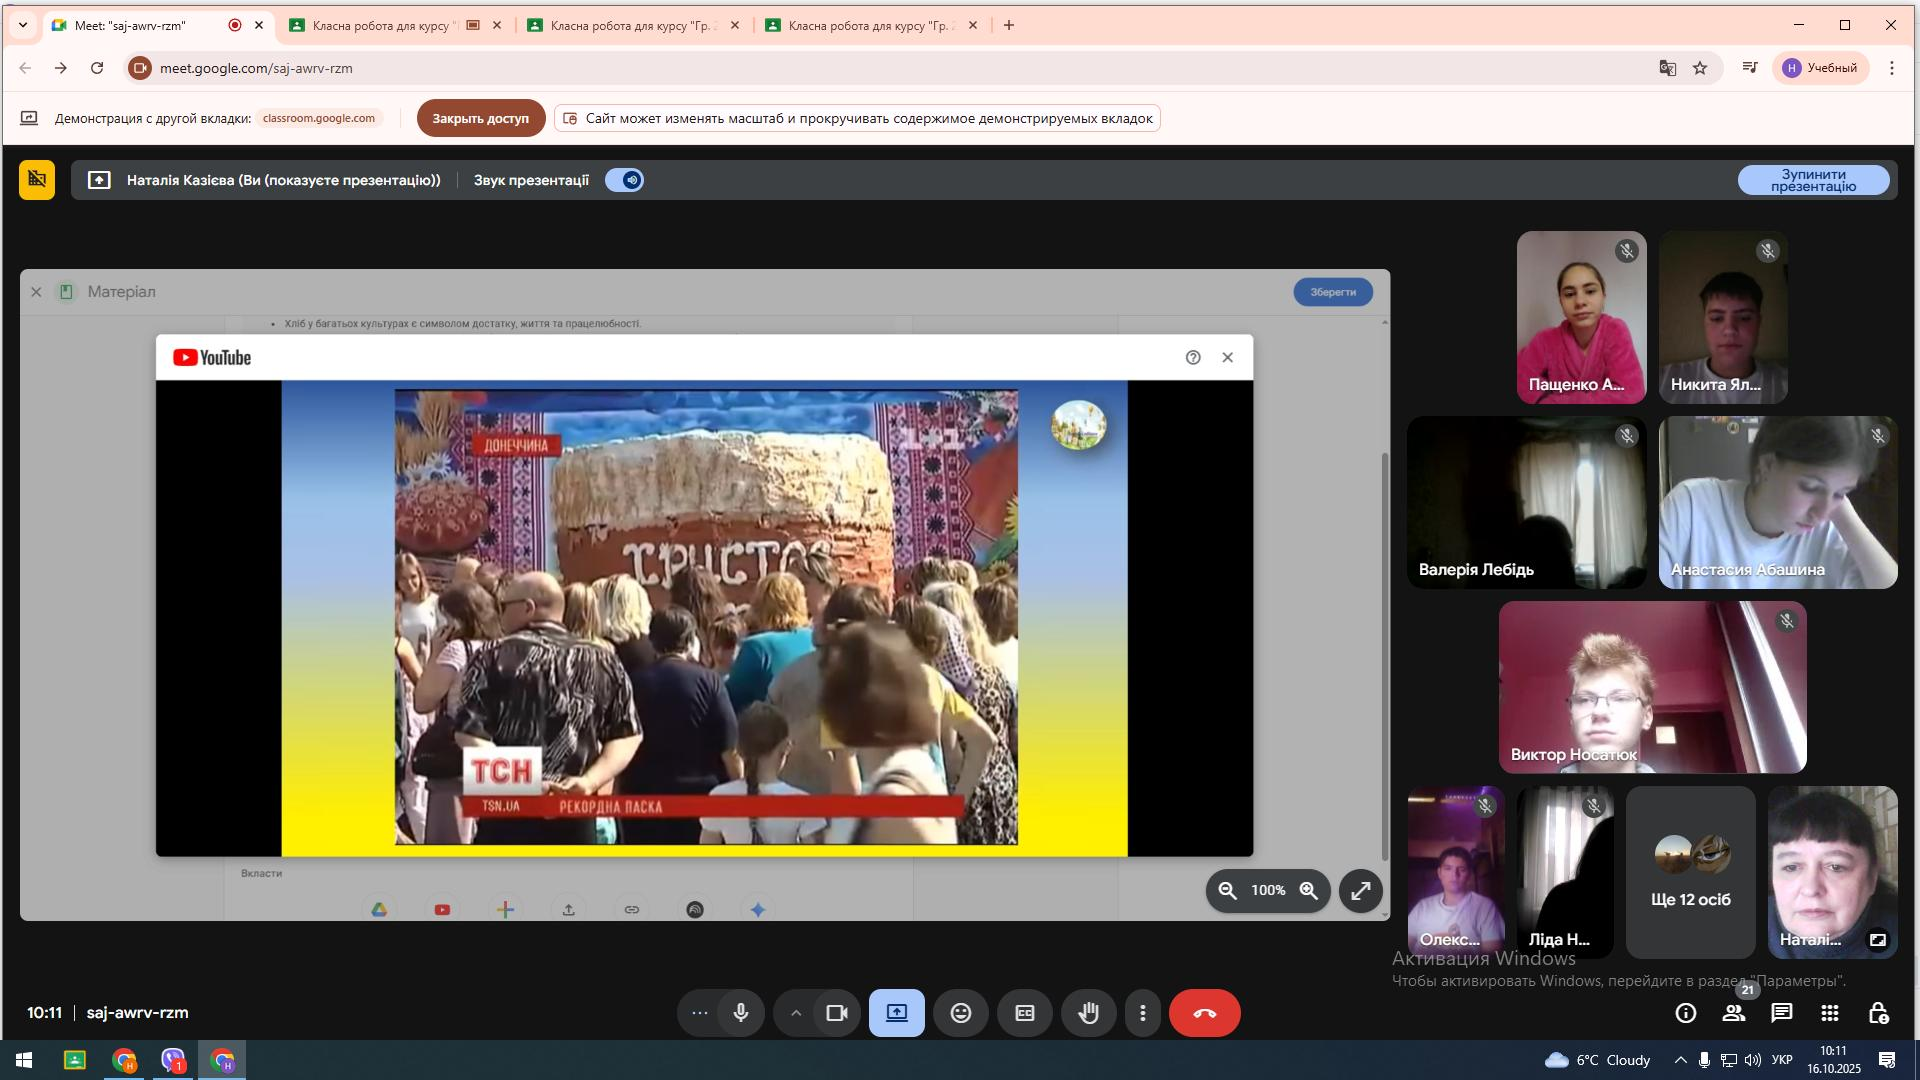 Meet: "saj-awrv-rzm"
Класна робота для курсу "
Класна робота для курсу "Гр. 2
Класна робота для курсу "Гр. 2
meet.google.com/saj-awrv-rzm
Н
Учебный
Демонстрация с другой вкладки:
classroom.google.com
Закрыть доступ
Сайт может изменять масштаб и прокручивать содержимое демонстрируемых вкладок
Наталія Казієва (Ви (показуєте презентацію))
Звук презентації
Зупинити
презентацію
Матеріал
Зберегти
Хліб у багатьох культурах є символом достатку, життя та працелюбності.
YouTube
ДОНЕЧЧИНА
1+1
ХРИСТОС
ТСН
TSN.UA
РЕКОРДНА ПАСКА
Вкласти
100%
Пащенко А...
Никита Ял...
Валерія Лебідь
Анастасия Абашина
Виктор Носатюк
Олекс...
Ліда Н...
Ще 12 осіб
Наталі...
Активация Windows
Чтобы активировать Windows, перейдите в раздел "Параметры".
10:11
saj-awrv-rzm
CC
21
1
6°C Cloudy
УКР
10:11
16.10.2025